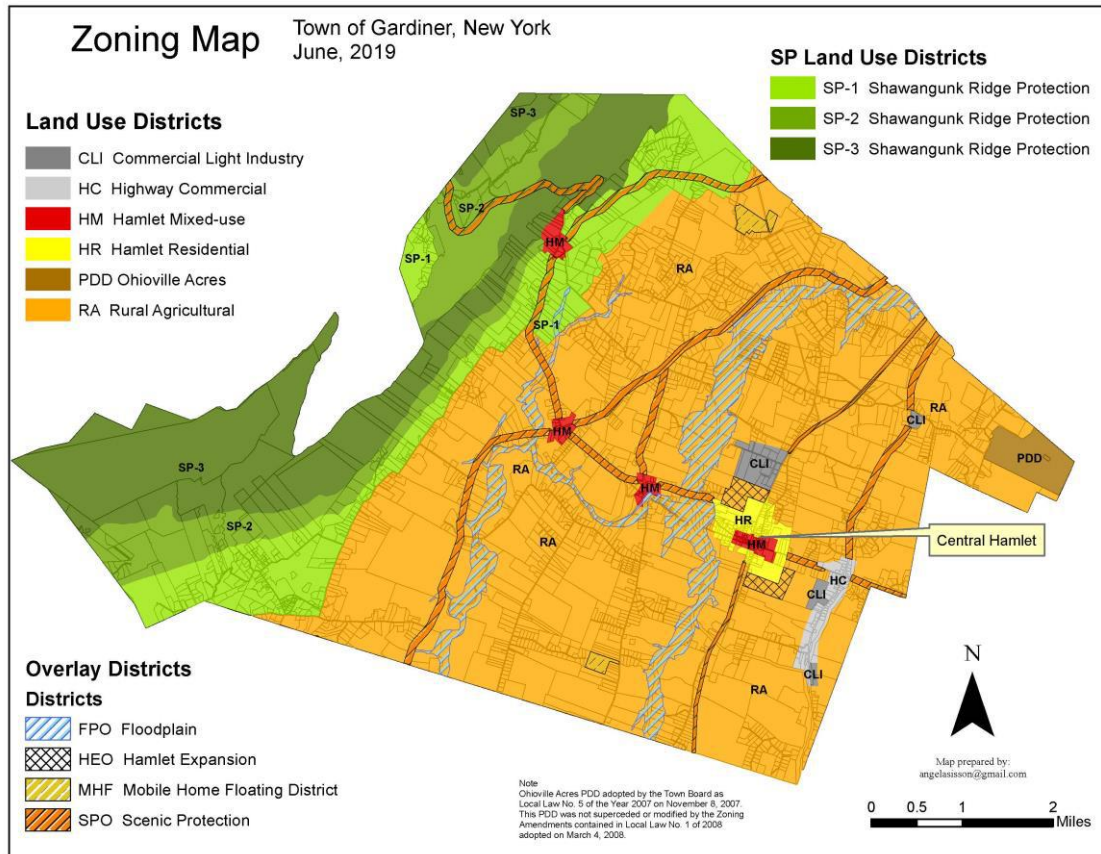 Zoning Map
Town of Gardiner, New York
June, 2019
SP Land Use Districts
SP-1 Shawangunk Ridge Protection
SP-2 Shawangunk Ridge Protection
SP-3 Shawangunk Ridge Protection
Land Use Districts
CLI Commercial Light Industry
HC Highway Commercial
HM Hamlet Mixed-use
HR Hamlet Residential
PDD Ohioville Acres
RA Rural Agricultural
SP-3
SP-2
SP-1
HM
RA
SP-1
HM
RA
CLI
RA
PDD
SP-3
SP-2
RA
HM
CLI
HR
HM
Central Hamlet
HC
CLI
CLI
RA
RA
Overlay Districts
Districts
FPO Floodplain
HEO Hamlet Expansion
MHF Mobile Home Floating District
SPO Scenic Protection
Note
Ohioville Acres PDD adopted by the Town Board as
Local Law No. 5 of the Year 2007 on November 8, 2007.
This PDD was not superceded or modified by the Zoning
Amendments contained in Local Law No. 1 of 2008
adopted on March 4, 2008.
N
Map prepared by:
angelasisson@gmail.com
0 0.5 1 2
Miles